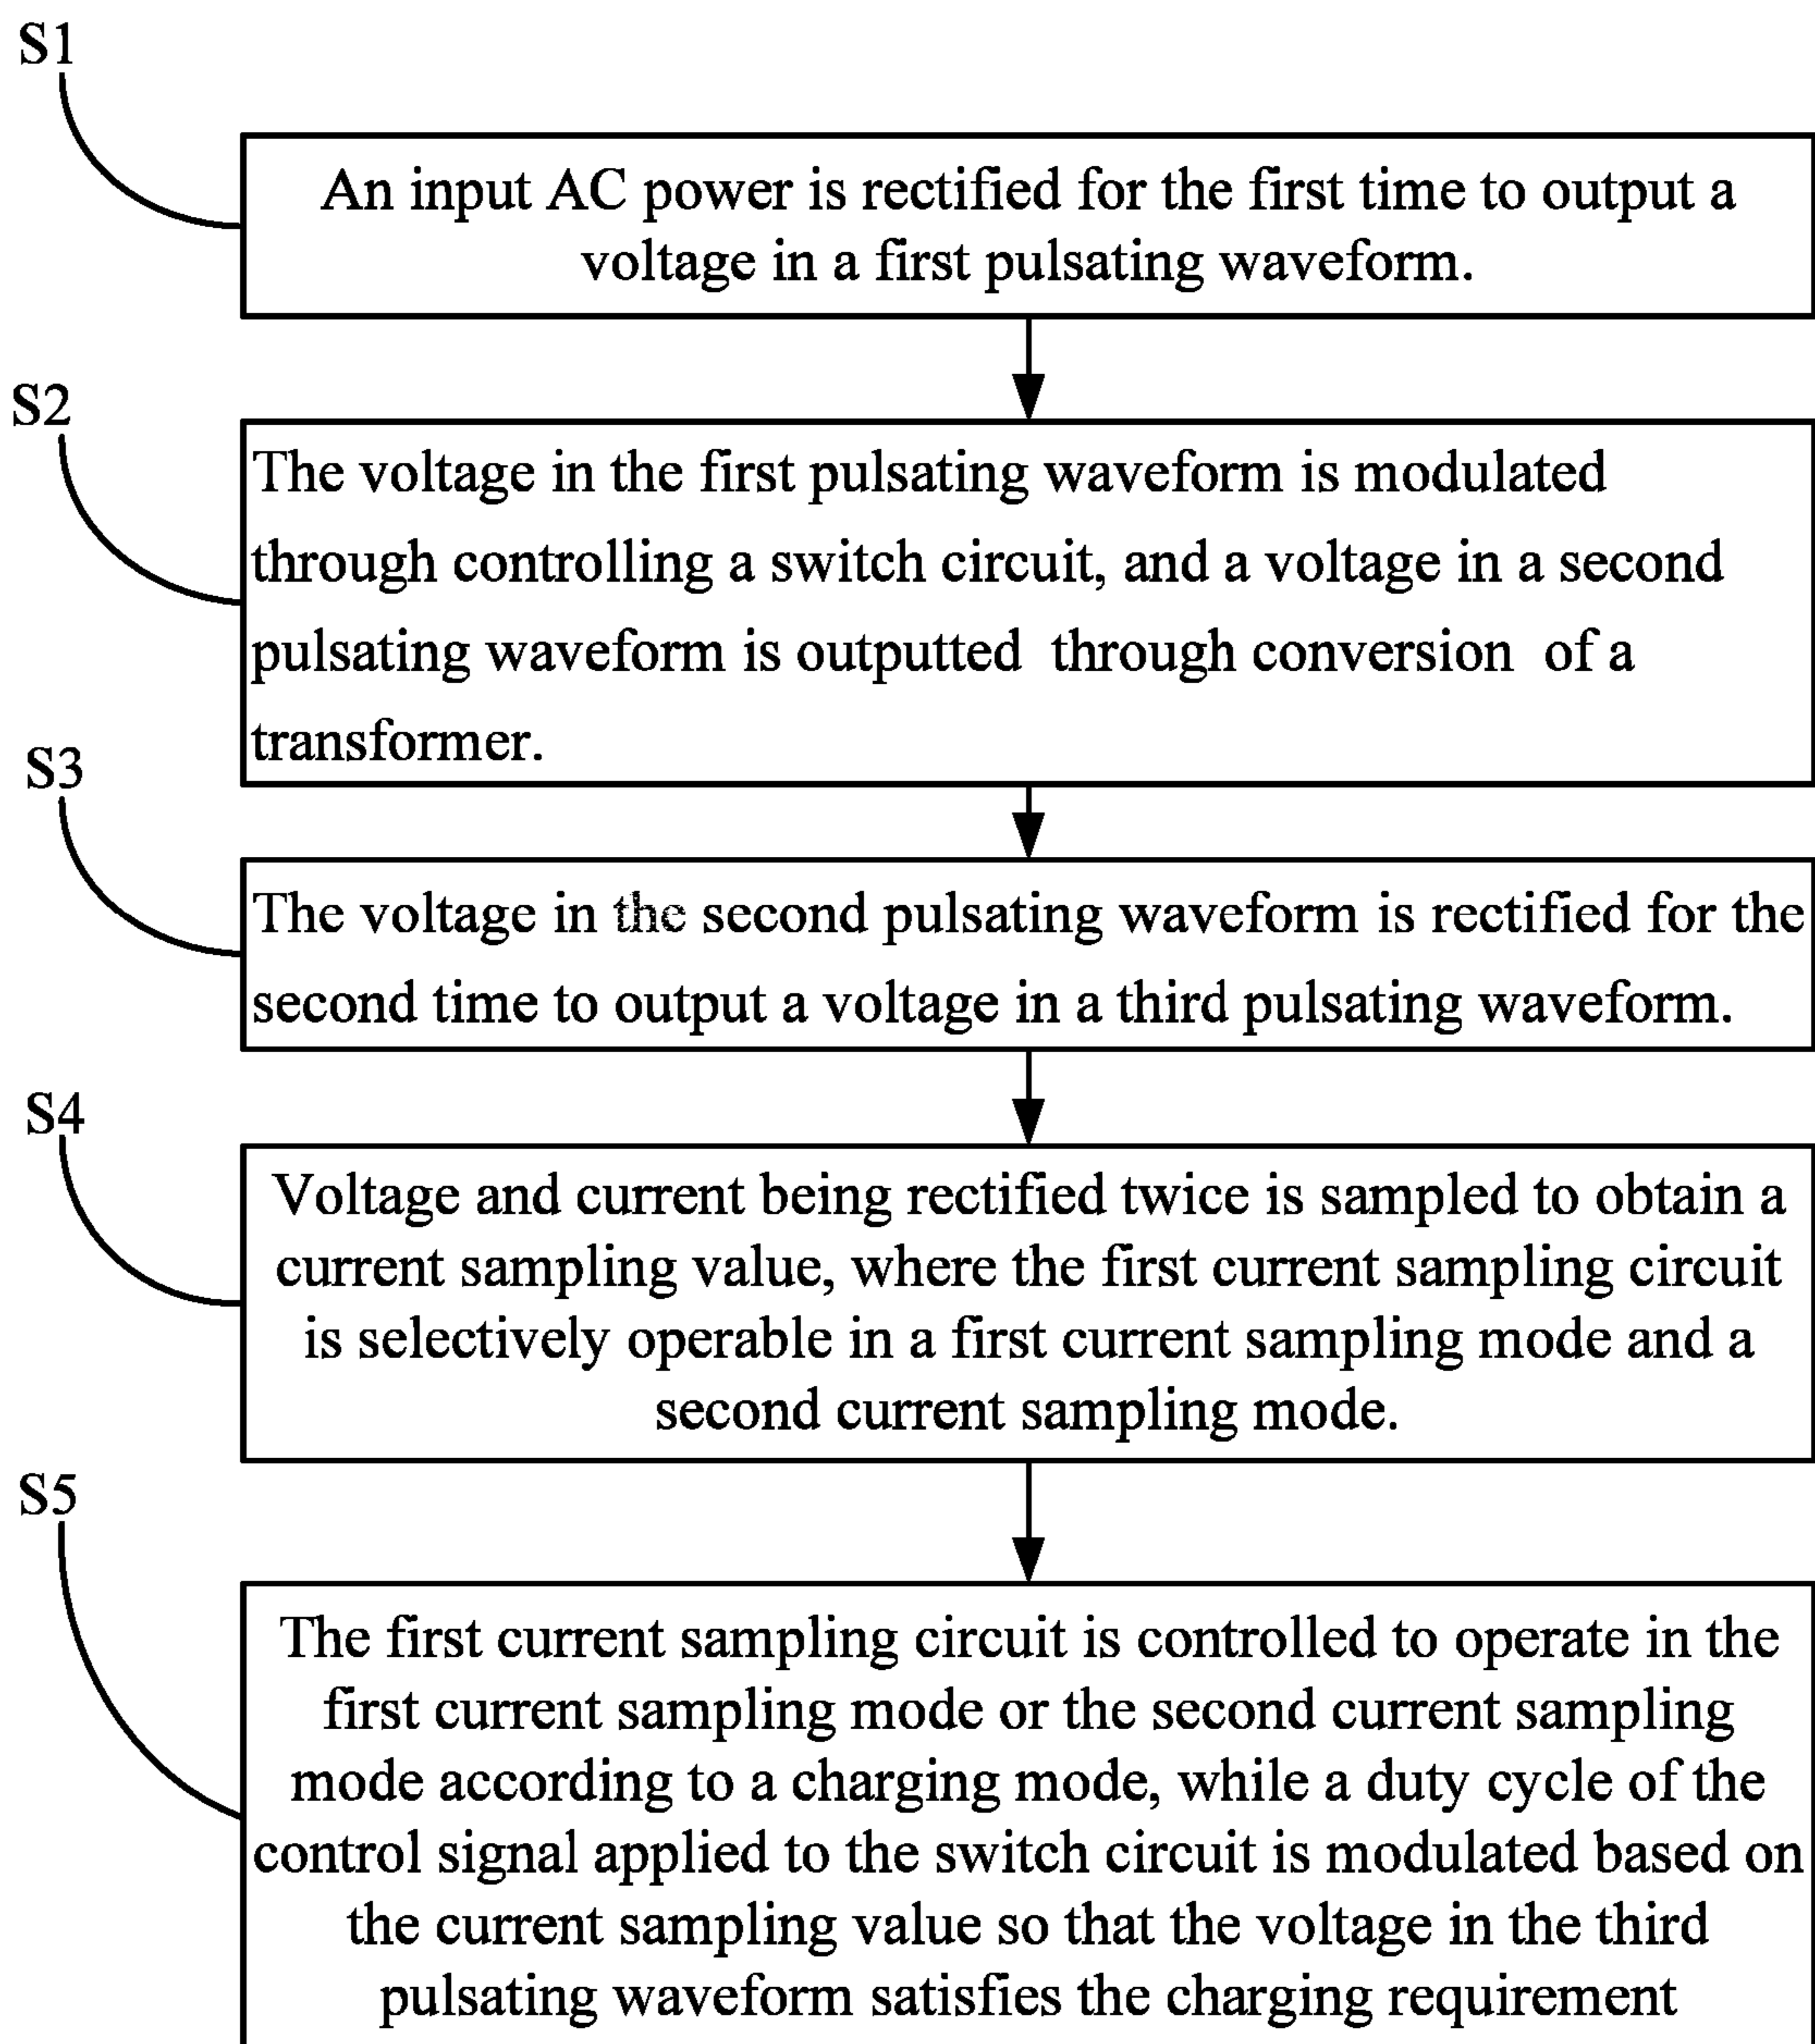 S1
An input AC power is rectified for the first time to output a
voltage in a first pulsating waveform.
S2
The voltage in the first pulsating waveform is modulated
through controlling a switch circuit, and a voltage in a second
pulsating waveform is outputted through conversion of a
transformer.
S3
The voltage in the second pulsating waveform is rectified for the
second time to output a voltage in a third pulsating waveform.
S4
Voltage and current being rectified twice is sampled to obtain a
current sampling value, where the first current sampling circuit
is selectively operable in a first current sampling mode and a
second current sampling mode.
S5
The first current sampling circuit is controlled to operate in the
first current sampling mode or the second current sampling
mode according to a charging mode, while a duty cycle of the
control signal applied to the switch circuit is modulated based on
the current sampling value so that the voltage in the third
pulsating waveform satisfies the charging requirement